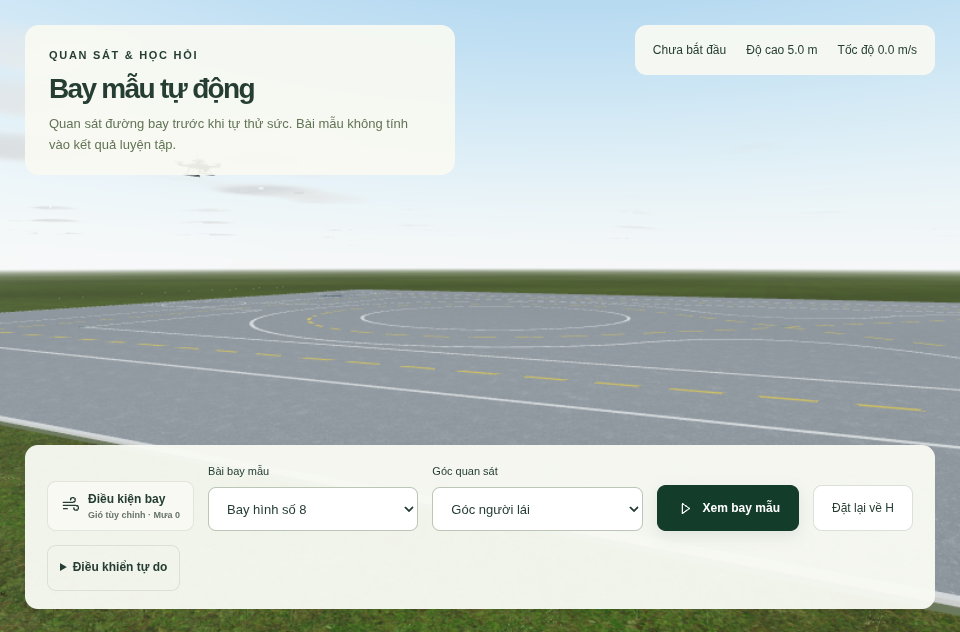 QUAN SÁT & HỌC HỎI
Bay mẫu tự động
Quan sát đường bay trước khi tự thử sức. Bài mẫu không tính
vào kết quả luyện tập.
Chưa bắt đầu Độ cao 5.0 m Tốc độ 0.0 m/s
Bài bay mẫu
Góc quan sát
Điều kiện bay
Gió tùy chỉnh · Mưa 0
Bay hình số 8
Góc người lái
Xem bay mẫu
Đặt lại về H
Điều khiển tự do